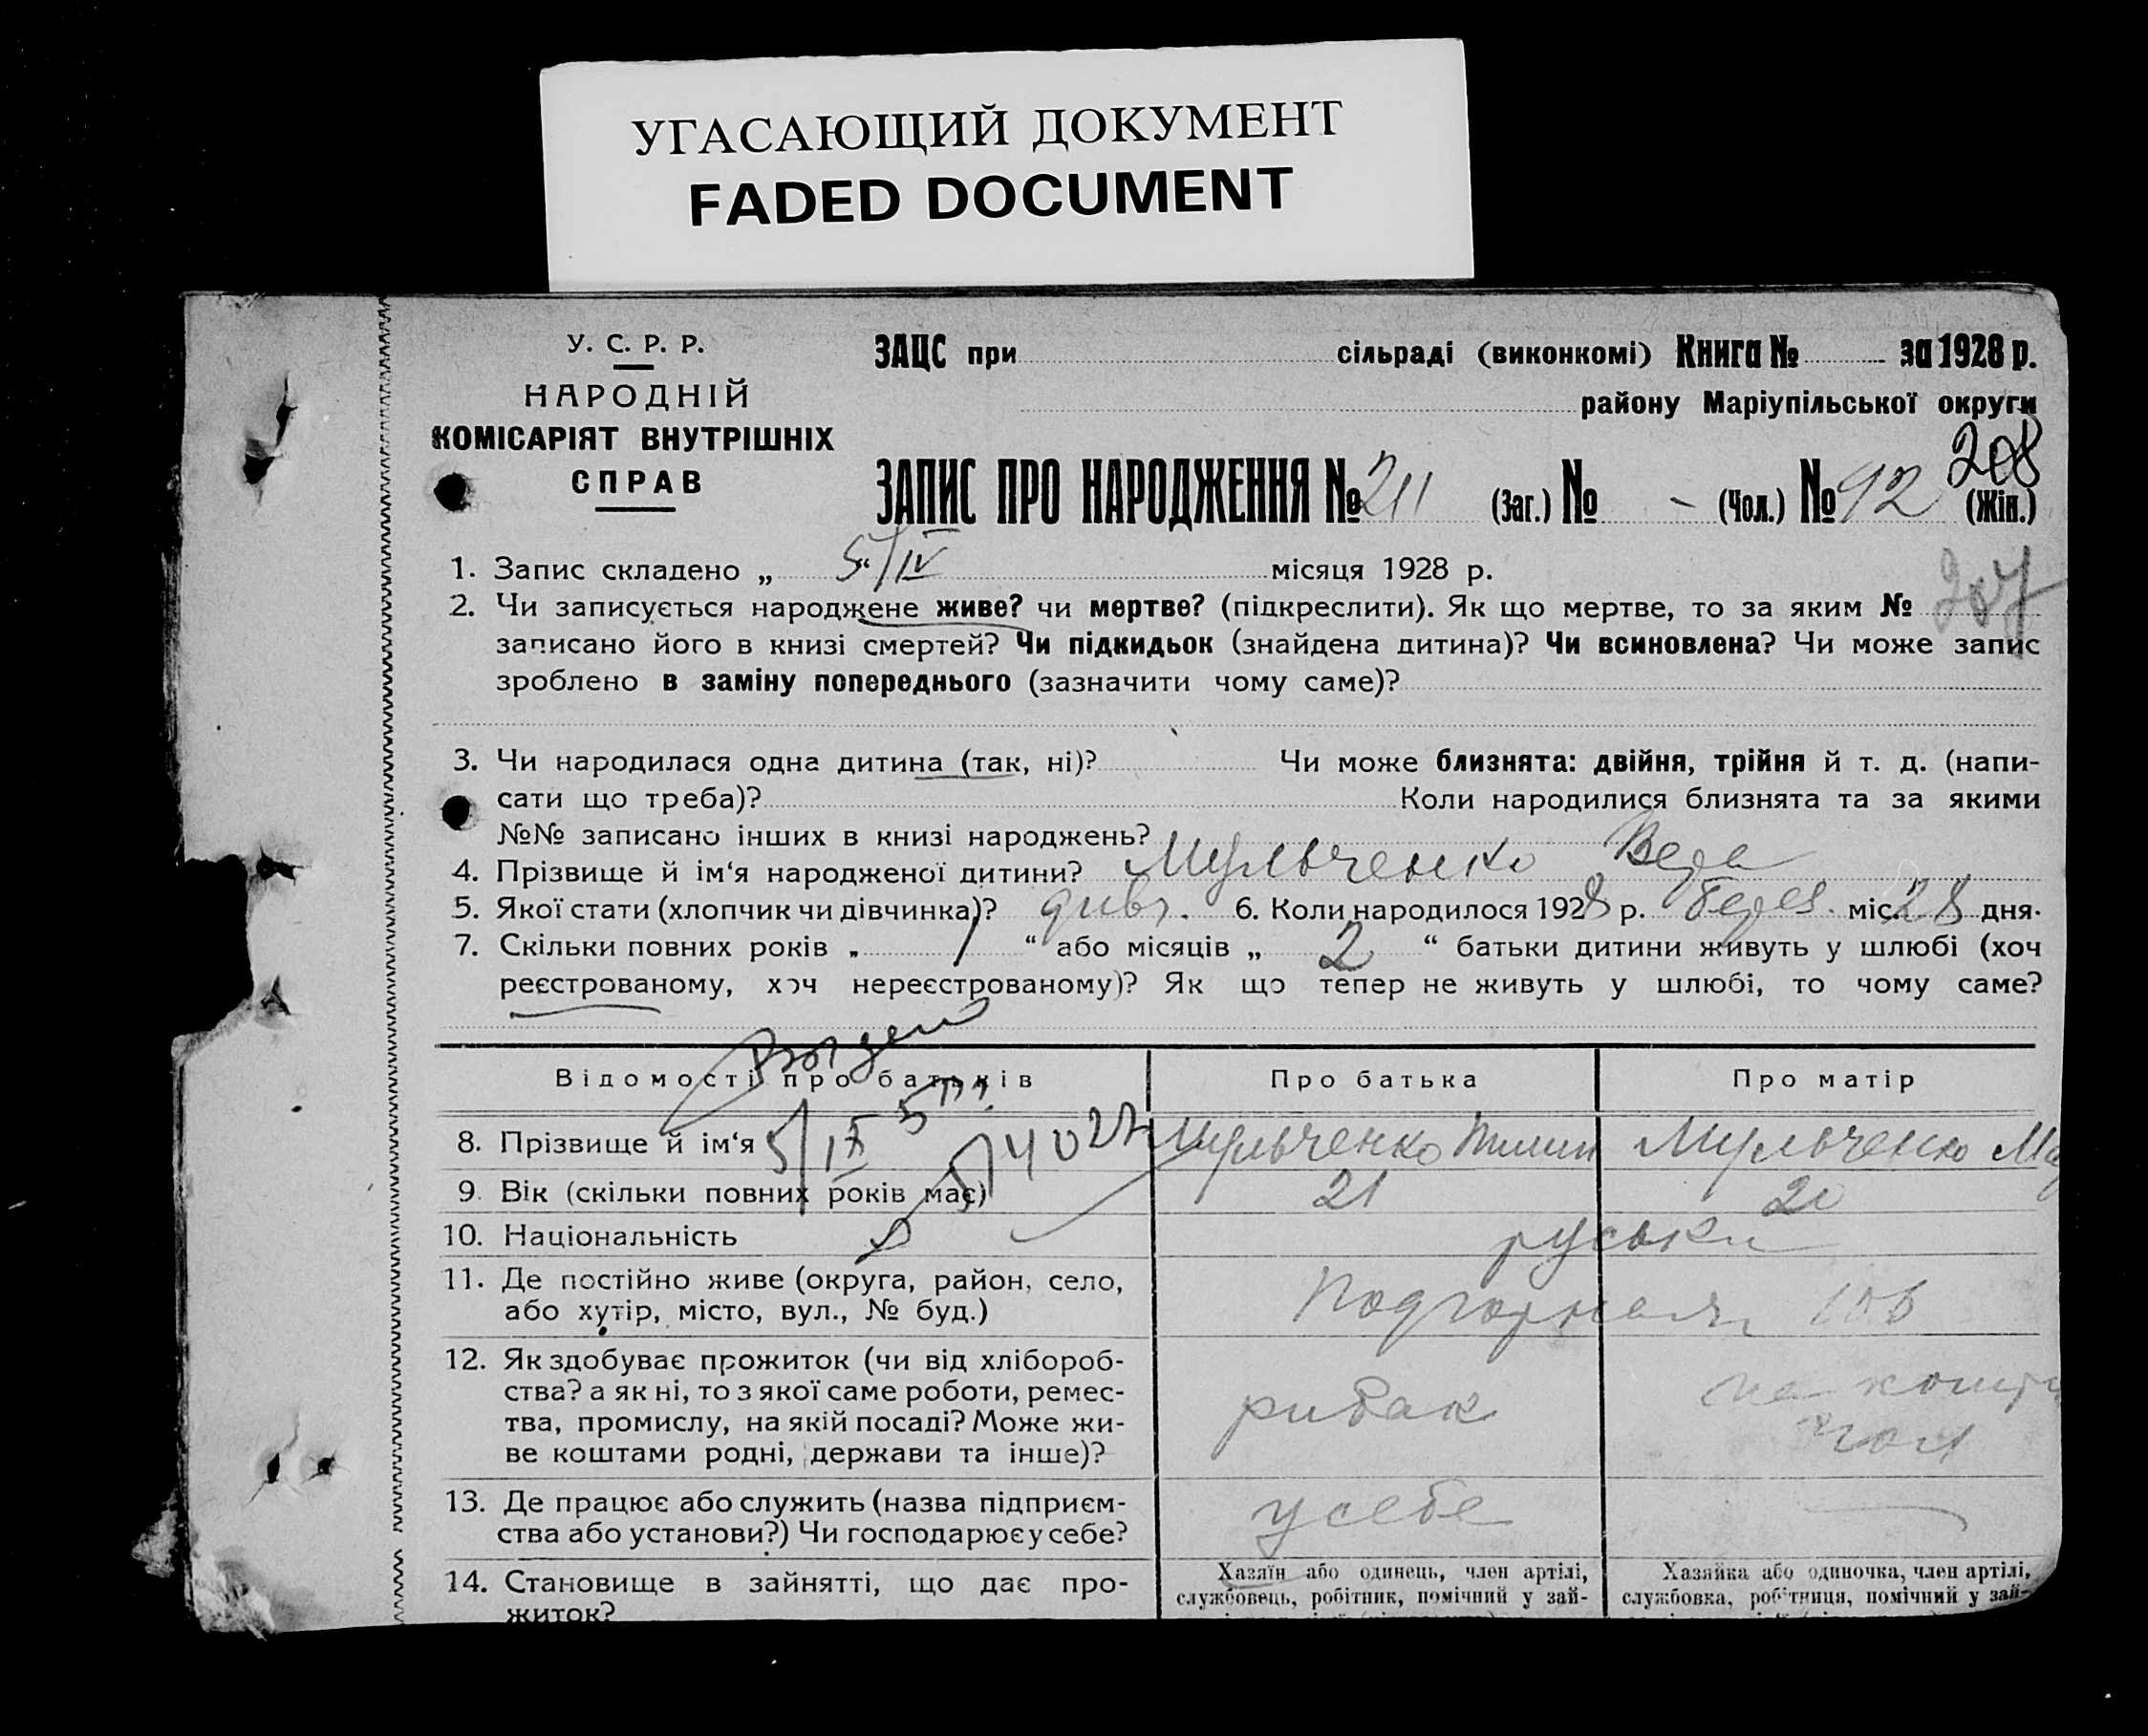 УГАСАЮЩИЙ ДОКУМЕНТ
FADED DOCUMENT
У. С. Р. Р.
НАРОДНІЙ
КОМІСАРІЯТ ВНУТРІШНІХ
СПРАВ
ЗАЦС при сільраді (виконкомі) Книга № за 1928 р.
району Маріупільської округи
208
ЗАПИС ПРО НАРОДЖЕННЯ № 211 (Заг.) № - (Чол.) № 92 (Жін.)
1. Запис складено „ 5/IV “ місяця 1928 р.
207
2. Чи записується народжене живе? чи мертве? (підкреслити). Як що мертве, то за яким №
записано його в книзі смертей? Чи підкидьок (знайдена дитина)? Чи всиновлена? Чи може запис
зроблено в заміну попереднього (зазначити чому саме)?
3. Чи народилася одна дитина (так, ні)? Чи може близнята: двійня, трійня й т. д. (напи-
сати що треба)? Коли народилися близнята та за якими
№№ записано інших в книзі народжень?
4. Прізвище й ім‘я народженої дитини? Мульченко Вера
5. Якої стати (хлопчик чи дівчинка)? дивч. 6. Коли народилося 1928 р. берез. міс. 28 дня.
7. Скільки повних років „ 1 “ або місяців „ 2 “ батьки дитини живуть у шлюбі (хоч
реєстрованому, хоч нереєстрованому)? Як що тепер не живуть у шлюбі, то чому саме?
Відомості про батьків Про батька Про матір
8. Прізвище й ім‘я Мульченко Мульченко
9. Вік (скільки повних років має) 21 20
10. Національність руськи
11. Де постійно живе (округа, район, село,
або хутір, місто, вул., № буд.) Подгорная 106
12. Як здобуває прожиток (чи від хлібороб-
ства? а як ні, то з якої саме роботи, ремес-
тва, промислу, на якій посаді? Може жи-
ве коштами родні, держави та інше)? рибак на кошти чол
13. Де працює або служить (назва підприєм-
ства або установи?) Чи господарює у себе? у себе
14. Становище в зайнятті, що дає про-
житок?
Хазяїн або одинець, член артілі,
службовець, робітник, помічний у зай-
Хазяйка або одиночка, член артілі,
службовка, робітниця, помічний у зай-